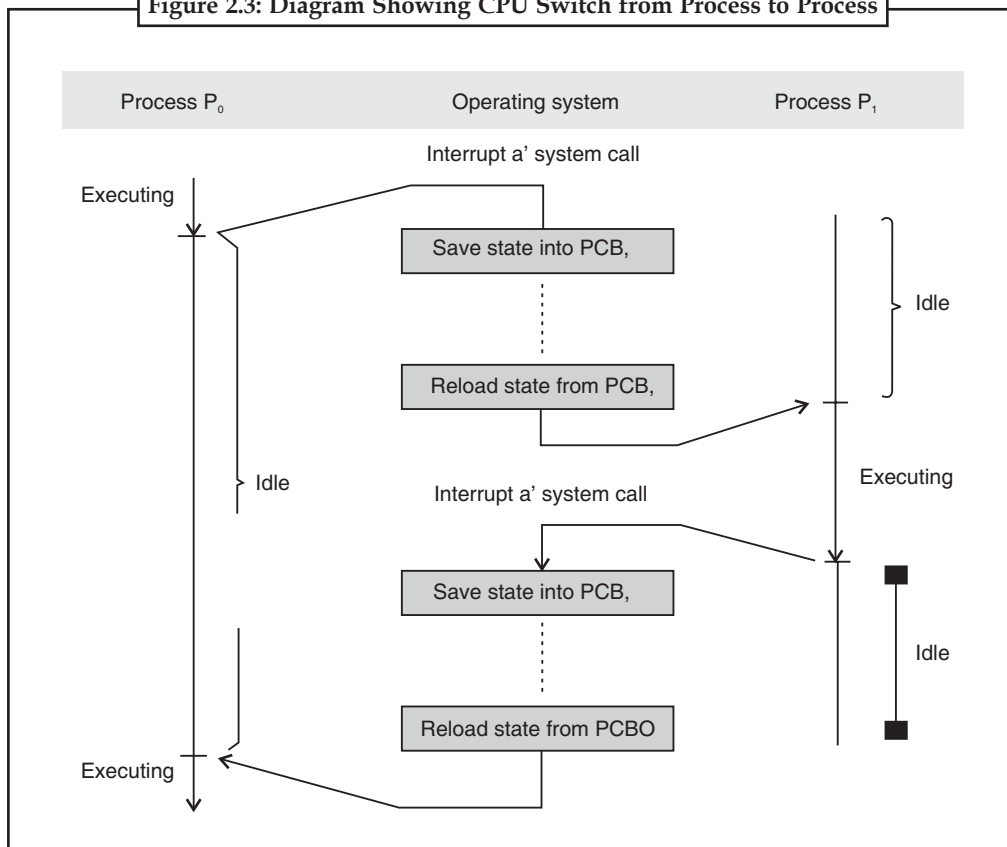 Figure 2.3: Diagram Showing CPU Switch from Process to Process
Process P₀ Operating system Process P₁
Interrupt a' system call
Executing
Save state into PCB,
Idle
Reload state from PCB,
Idle
Executing
Interrupt a' system call
Save state into PCB,
Idle
Reload state from PCBO
Executing